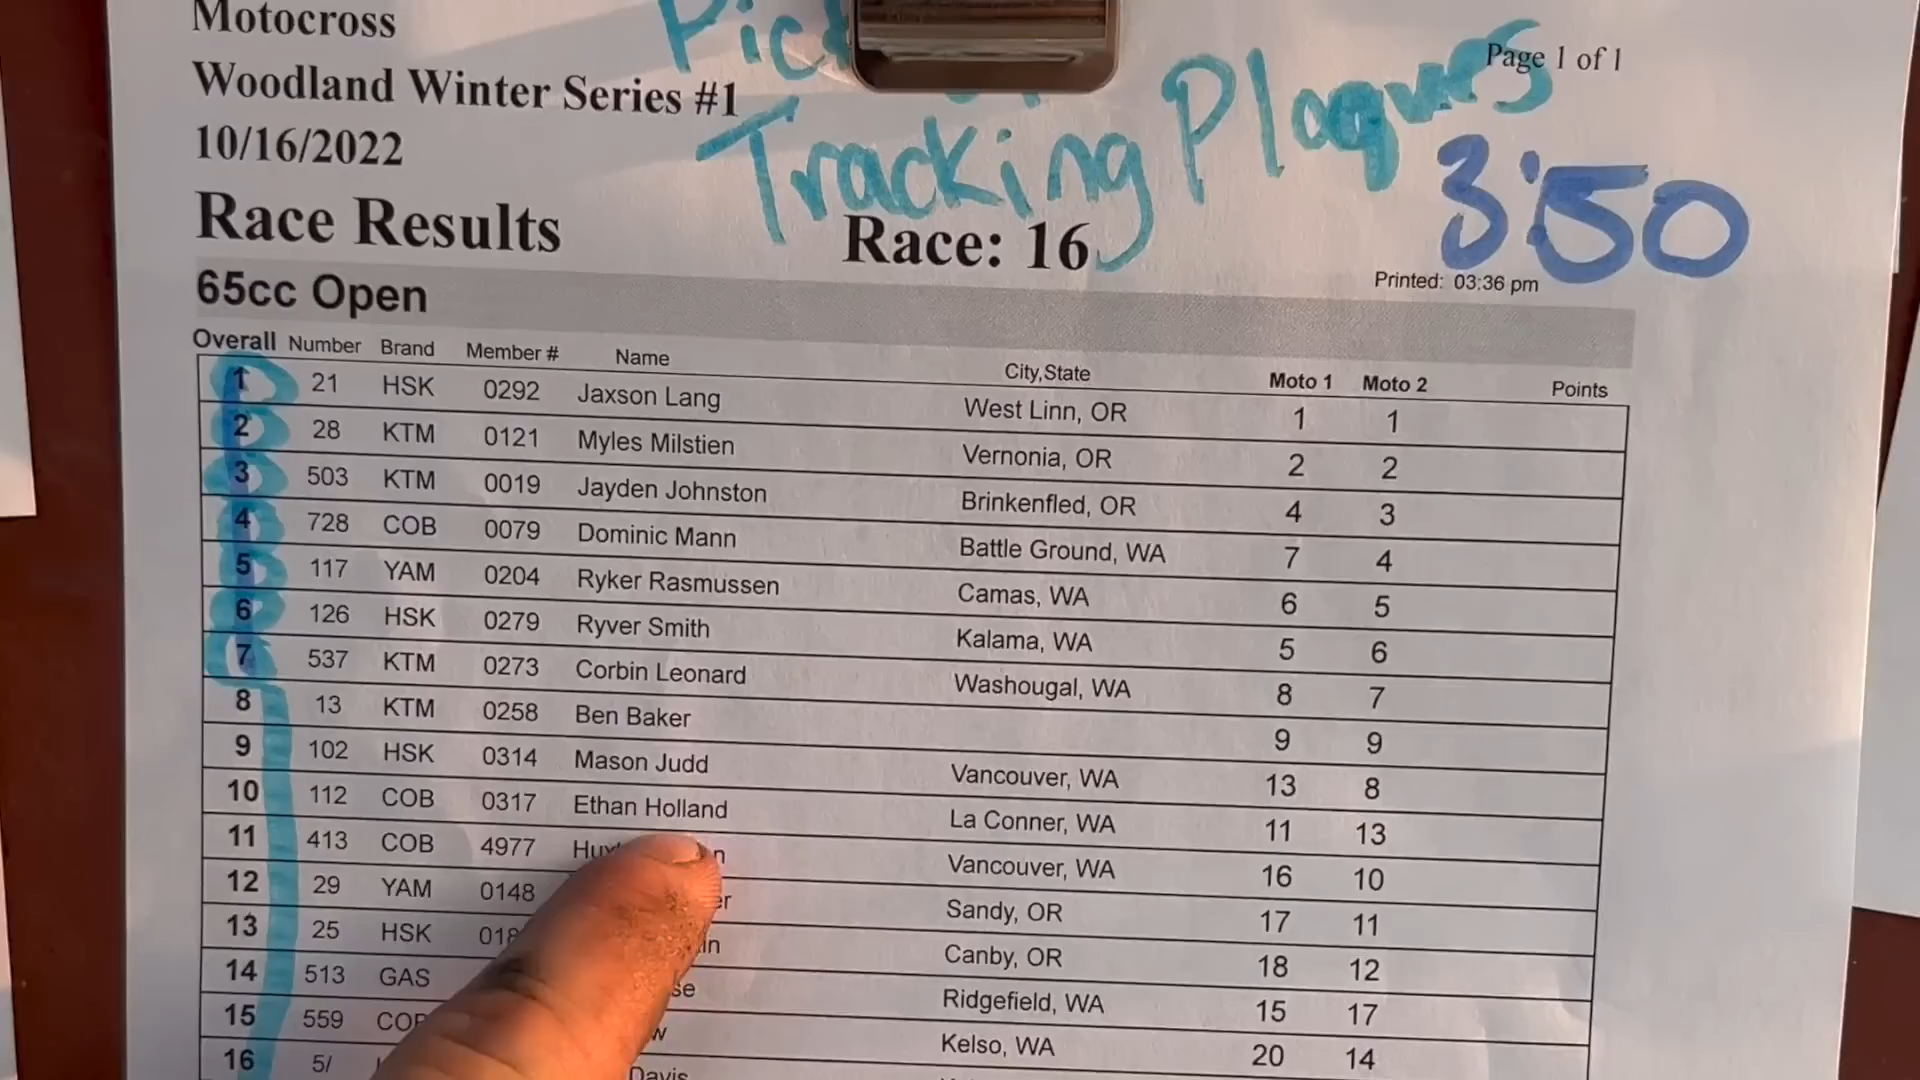 Motocross
Page 1 of 1
Woodland Winter Series #1
Tracking Plaques
10/16/2022
3:50
Race Results
Race: 16
Printed: 03:36 pm
65cc Open
Overall Number Brand Member # Name City,State Moto 1 Moto 2 Points
1 21 HSK 0292 Jaxson Lang West Linn, OR 1 1
2 28 KTM 0121 Myles Milstien Vernonia, OR 2 2
3 503 KTM 0019 Jayden Johnston Brinkenfled, OR 4 3
4 728 COB 0079 Dominic Mann Battle Ground, WA 7 4
5 117 YAM 0204 Ryker Rasmussen Camas, WA 6 5
6 126 HSK 0279 Ryver Smith Kalama, WA 5 6
7 537 KTM 0273 Corbin Leonard Washougal, WA 8 7
8 13 KTM 0258 Ben Baker 9 9
9 102 HSK 0314 Mason Judd Vancouver, WA 13 8
10 112 COB 0317 Ethan Holland La Conner, WA 11 13
11 413 COB 4977 Vancouver, WA 16 10
12 29 YAM 0148 Sandy, OR 17 11
13 25 HSK Canby, OR 18 12
14 513 GAS Ridgefield, WA 15 17
15 559 Kelso, WA 20 14
16 Davis